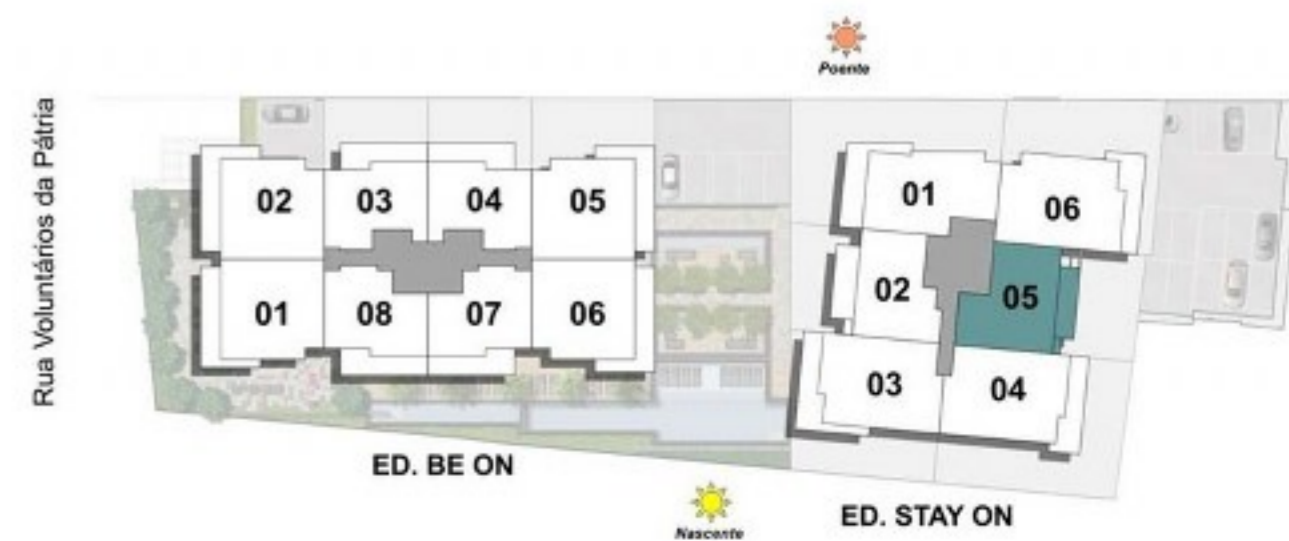 Poente
Rua Voluntários da Pátria
02 03 04 05
01 08 07 06
01 06
02 05
03 04
ED. BE ON
Nascente
ED. STAY ON